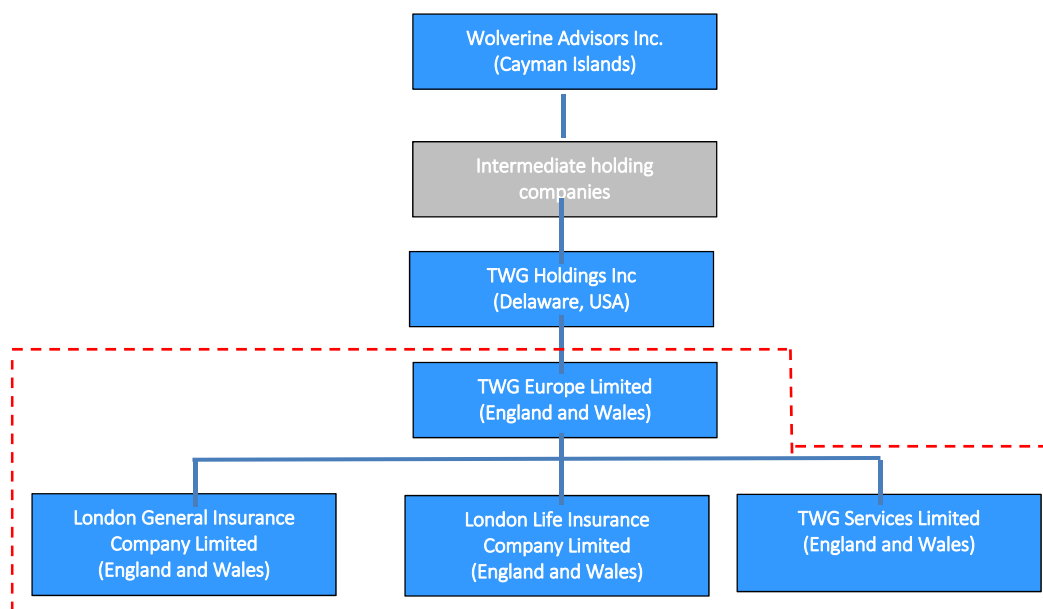 Wolverine Advisors Inc.
(Cayman Islands)
Intermediate holding
companies
TWG Holdings Inc
(Delaware, USA)
TWG Europe Limited
(England and Wales)
London General Insurance
Company Limited
(England and Wales)
London Life Insurance
Company Limited
(England and Wales)
TWG Services Limited
(England and Wales)